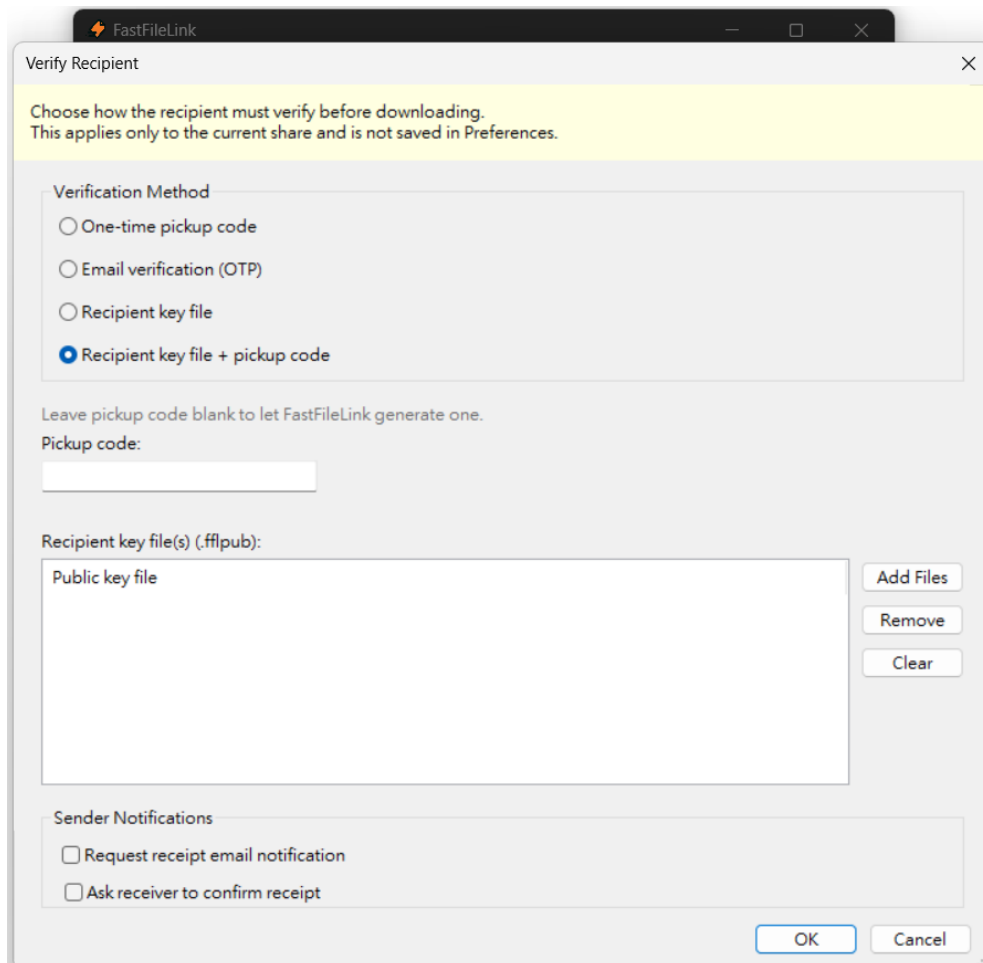 FastFileLink
Verify Recipient
Choose how the recipient must verify before downloading.
This applies only to the current share and is not saved in Preferences.
Verification Method
One-time pickup code
Email verification (OTP)
Recipient key file
Recipient key file + pickup code
Leave pickup code blank to let FastFileLink generate one.
Pickup code:
Recipient key file(s) (.fflpub):
Public key file
Add Files
Remove
Clear
Sender Notifications
Request receipt email notification
Ask receiver to confirm receipt
OK
Cancel